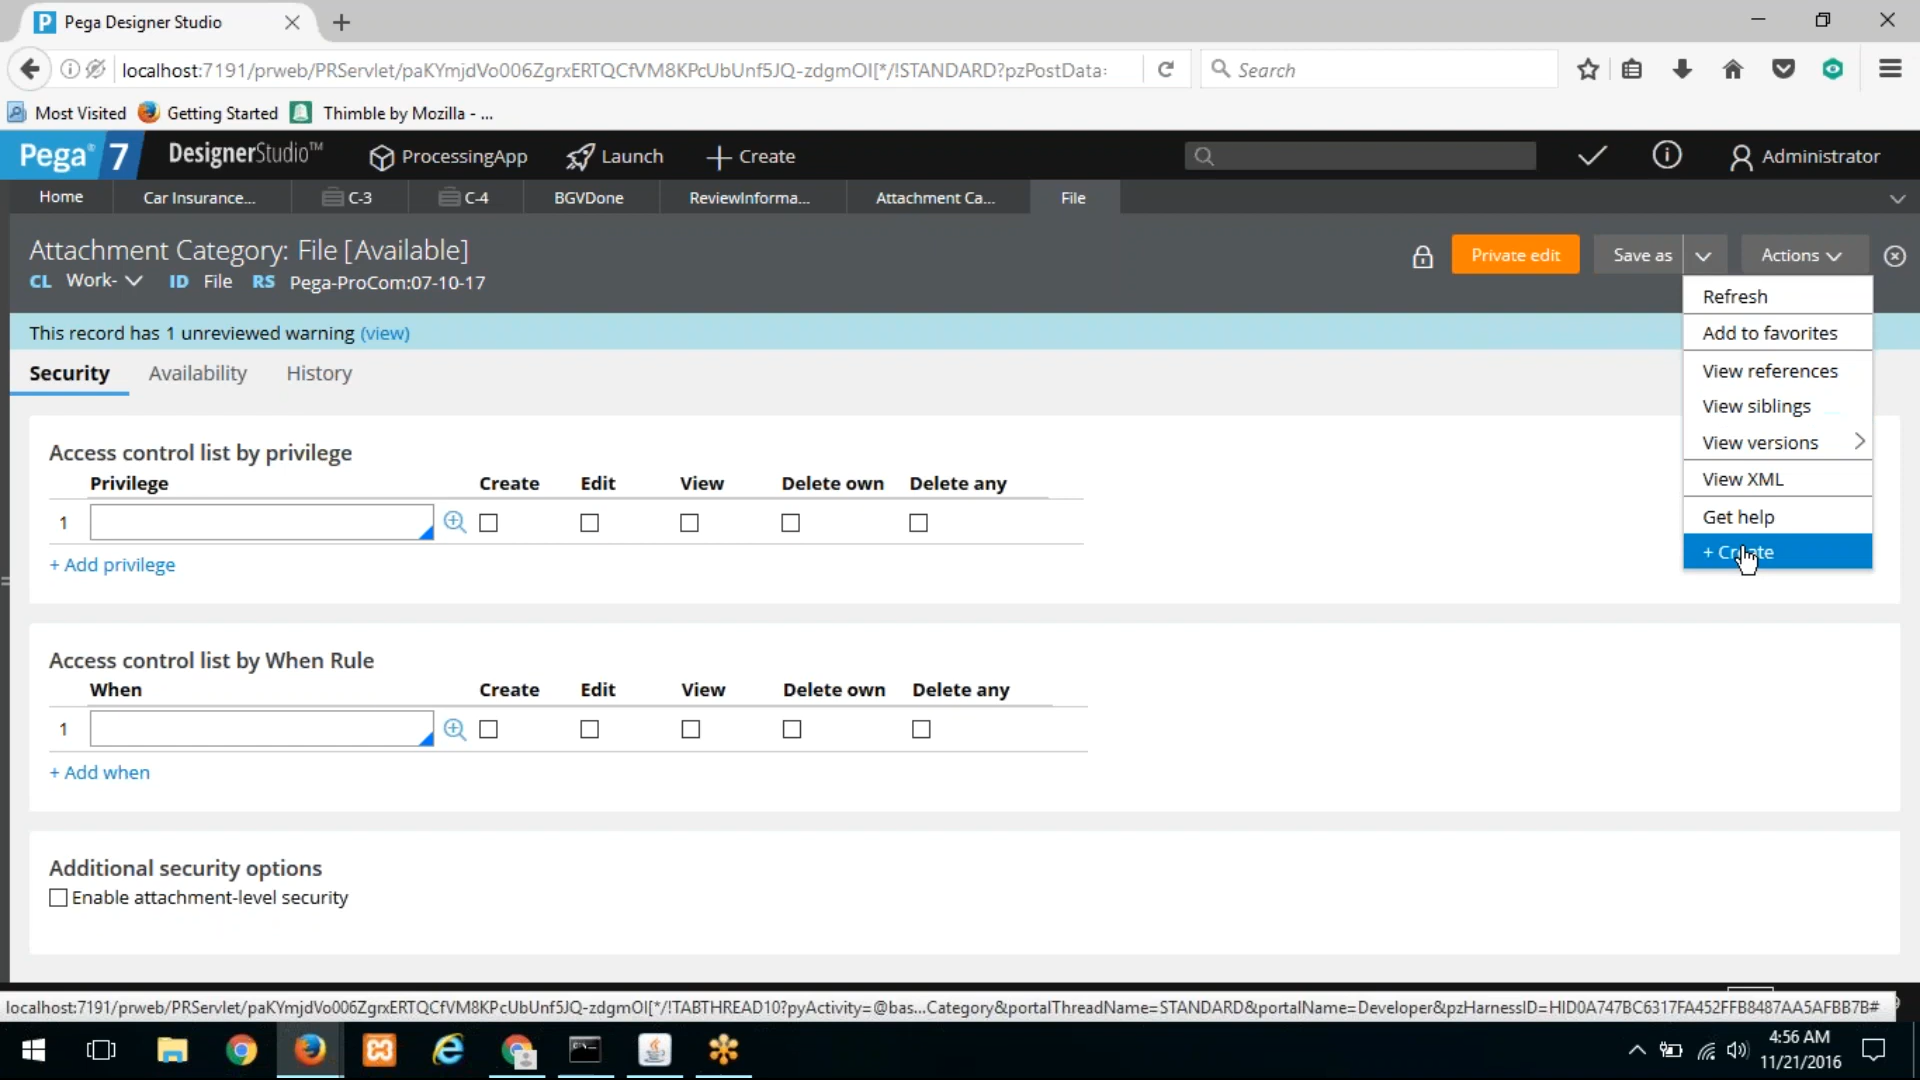 Pega Designer Studio
localhost:7191/prweb/PRServlet/paKYmjdVo006ZgrxERTQCfVM8KPcUbUnf5JQ-zdgmOI[*/!STANDARD?pzPostData:
Search
Most Visited Getting Started Thimble by Mozilla - ...
Pega 7 DesignerStudio™ ProcessingApp Launch Create Administrator
Home Car Insurance... C-3 C-4 BGVDone ReviewInforma... Attachment Ca... File
Attachment Category: File [Available]
Private edit Save as Actions
CL Work- ID File RS Pega-ProCom:07-10-17
Refresh
This record has 1 unreviewed warning (view)
Add to favorites
Security Availability History
View references
View siblings
View versions
View XML
Get help
+ Create
Access control list by privilege
Privilege Create Edit View Delete own Delete any
1
+ Add privilege
Access control list by When Rule
When Create Edit View Delete own Delete any
1
+ Add when
Additional security options
Enable attachment-level security
localhost:7191/prweb/PRServlet/paKYmjdVo006ZgrxERTQCfVM8KPcUbUnf5JQ-zdgmOI[*/!TABTHREAD10?pyActivity=@bas...Category&portalThreadName=STANDARD&portalName=Developer&pzHarnessID=HID0A747BC6317FA452FFB8487AA5AFBB7B#
4:56 AM
11/21/2016